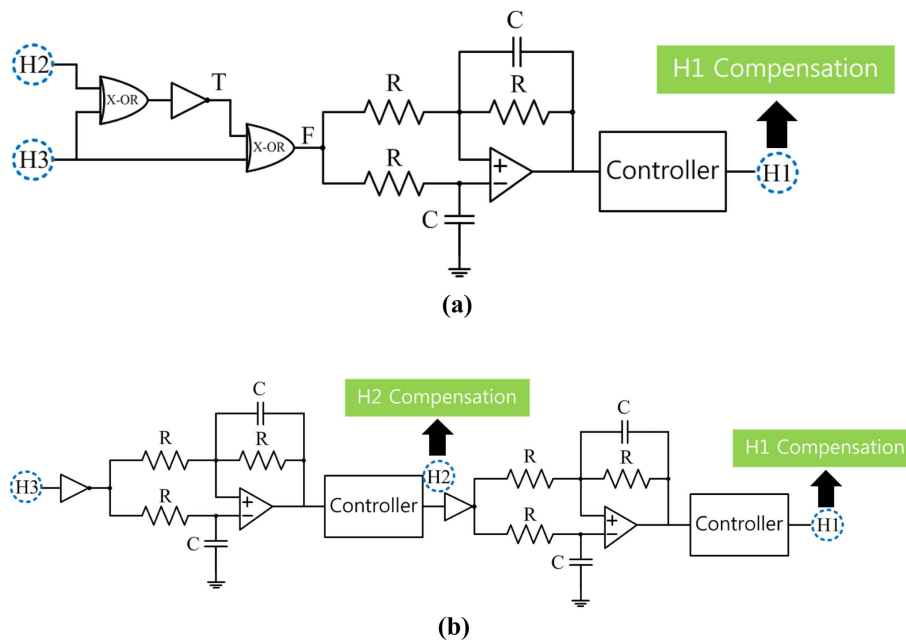 H2
X-OR
T
H3
X-OR
F
R
R
C
R
+
−
C
Controller
H1 Compensation
H1
(a)
H3
R
R
C
R
+
−
C
Controller
H2 Compensation
H2
R
R
C
R
+
−
C
Controller
H1 Compensation
H1
(b)